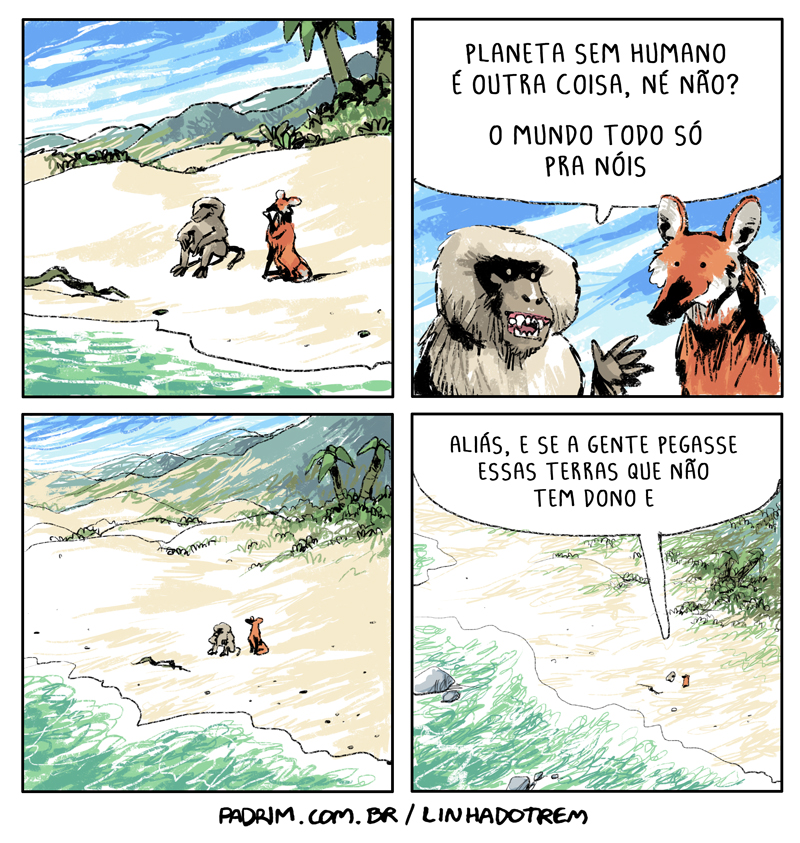 PLANETA SEM HUMANO
É OUTRA COISA, NÉ NÃO?
O MUNDO TODO SÓ
PRA NÓIS
ALIÁS, E SE A GENTE PEGASSE
ESSAS TERRAS QUE NÃO
TEM DONO E
PADRIM.COM.BR/LINHADOTREM